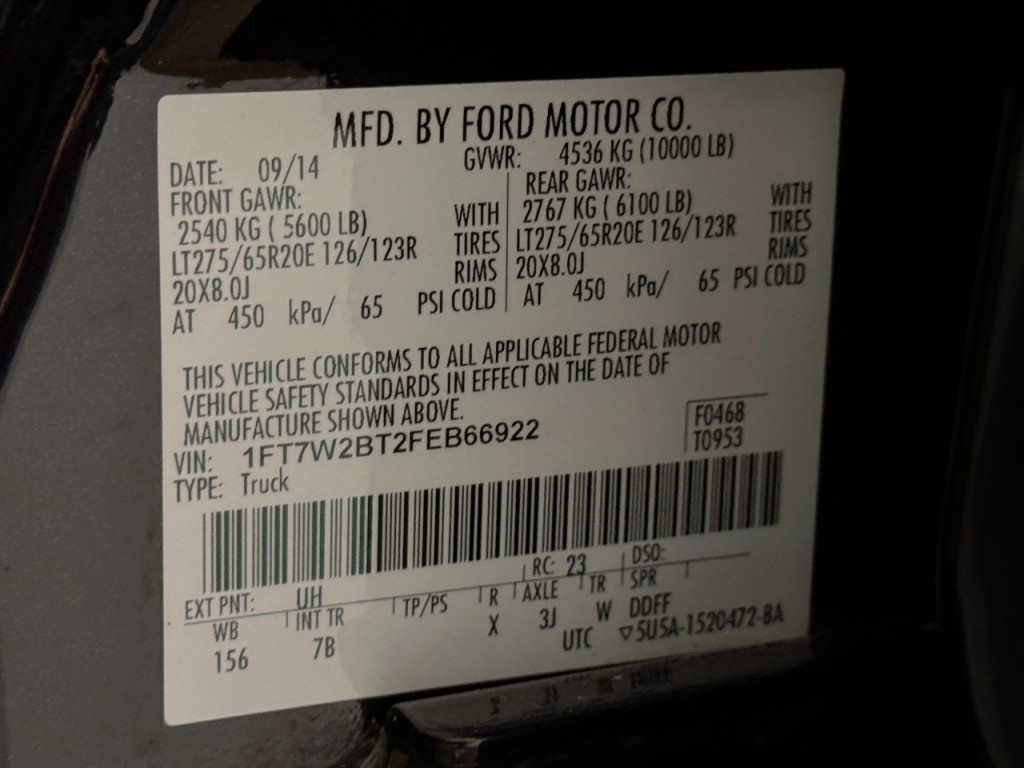 MFD. BY FORD MOTOR CO.
DATE: 09/14 GVWR: 4536 KG (10000 LB)
FRONT GAWR: REAR GAWR:
2540 KG ( 5600 LB) WITH 2767 KG ( 6100 LB) WITH
LT275/65R20E 126/123R TIRES LT275/65R20E 126/123R TIRES
20X8.0J RIMS 20X8.0J RIMS
AT 450 kPa/ 65 PSI COLD AT 450 kPa/ 65 PSI COLD
THIS VEHICLE CONFORMS TO ALL APPLICABLE FEDERAL MOTOR
VEHICLE SAFETY STANDARDS IN EFFECT ON THE DATE OF
MANUFACTURE SHOWN ABOVE.
VIN: 1FT7W2BT2FEB66922
F0468
T0953
TYPE: Truck
EXT PNT: UH RC: 23 DSO:
WB INT TR TP/PS R AXLE TR SPR
156 7B X 3J W DDFF
UTC ▽5U5A-1520472-BA